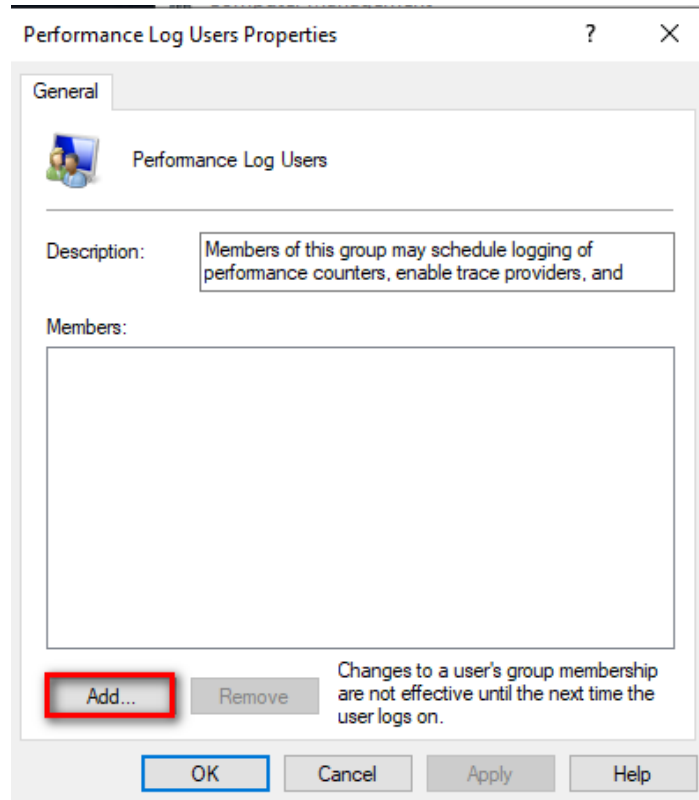 Performance Log Users Properties
?
General
Performance Log Users
Description:
Members of this group may schedule logging of
performance counters, enable trace providers, and
Members:
Add...
Remove
Changes to a user's group membership
are not effective until the next time the
user logs on.
OK
Cancel
Apply
Help